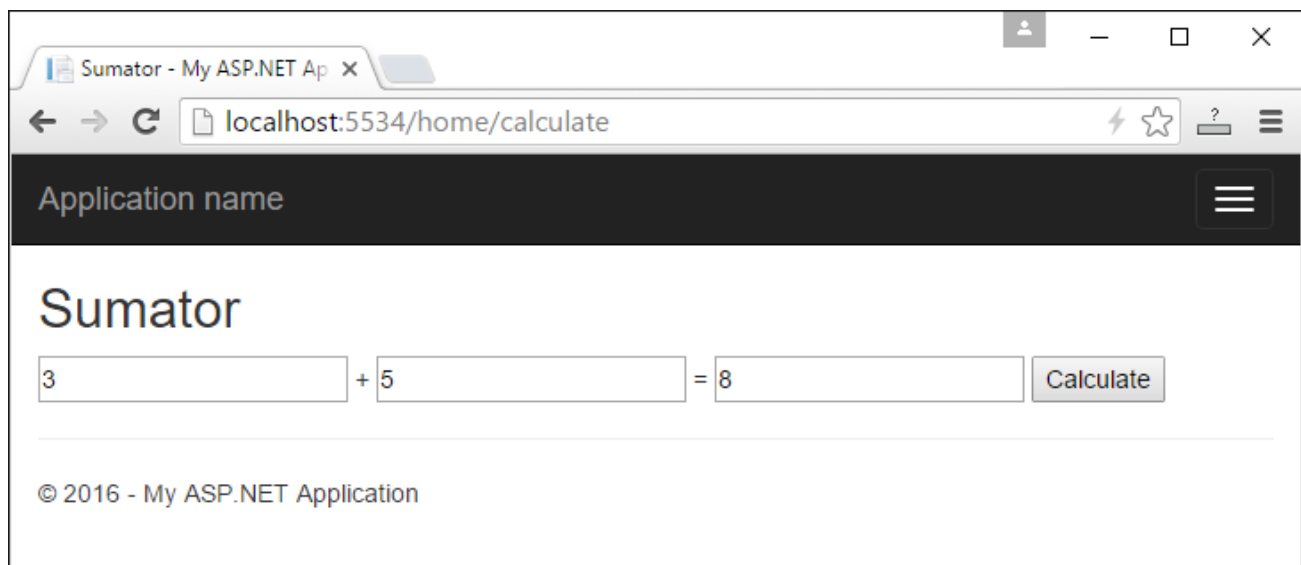 Sumator - My ASP.NET Ap
localhost:5534/home/calculate
?
Application name
Sumator
3 + 5 = 8 Calculate
© 2016 - My ASP.NET Application